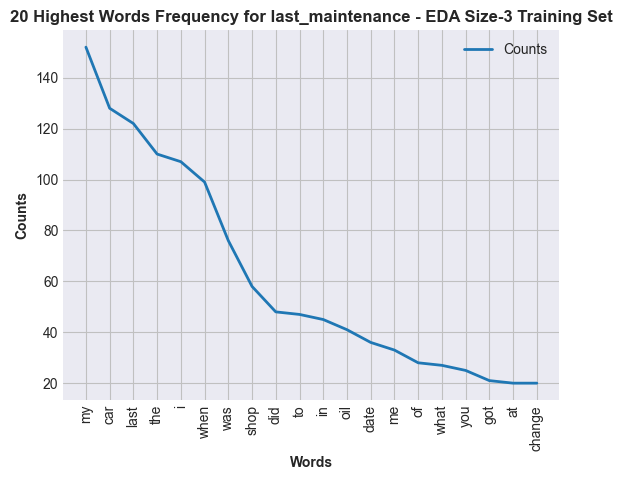 20 Highest Words Frequency for last_maintenance - EDA Size-3 Training Set
Counts
140
120
100
80
60
40
20
Counts
my
car
last
the
i
when
was
shop
did
to
in
oil
date
me
of
what
you
got
at
change
Words